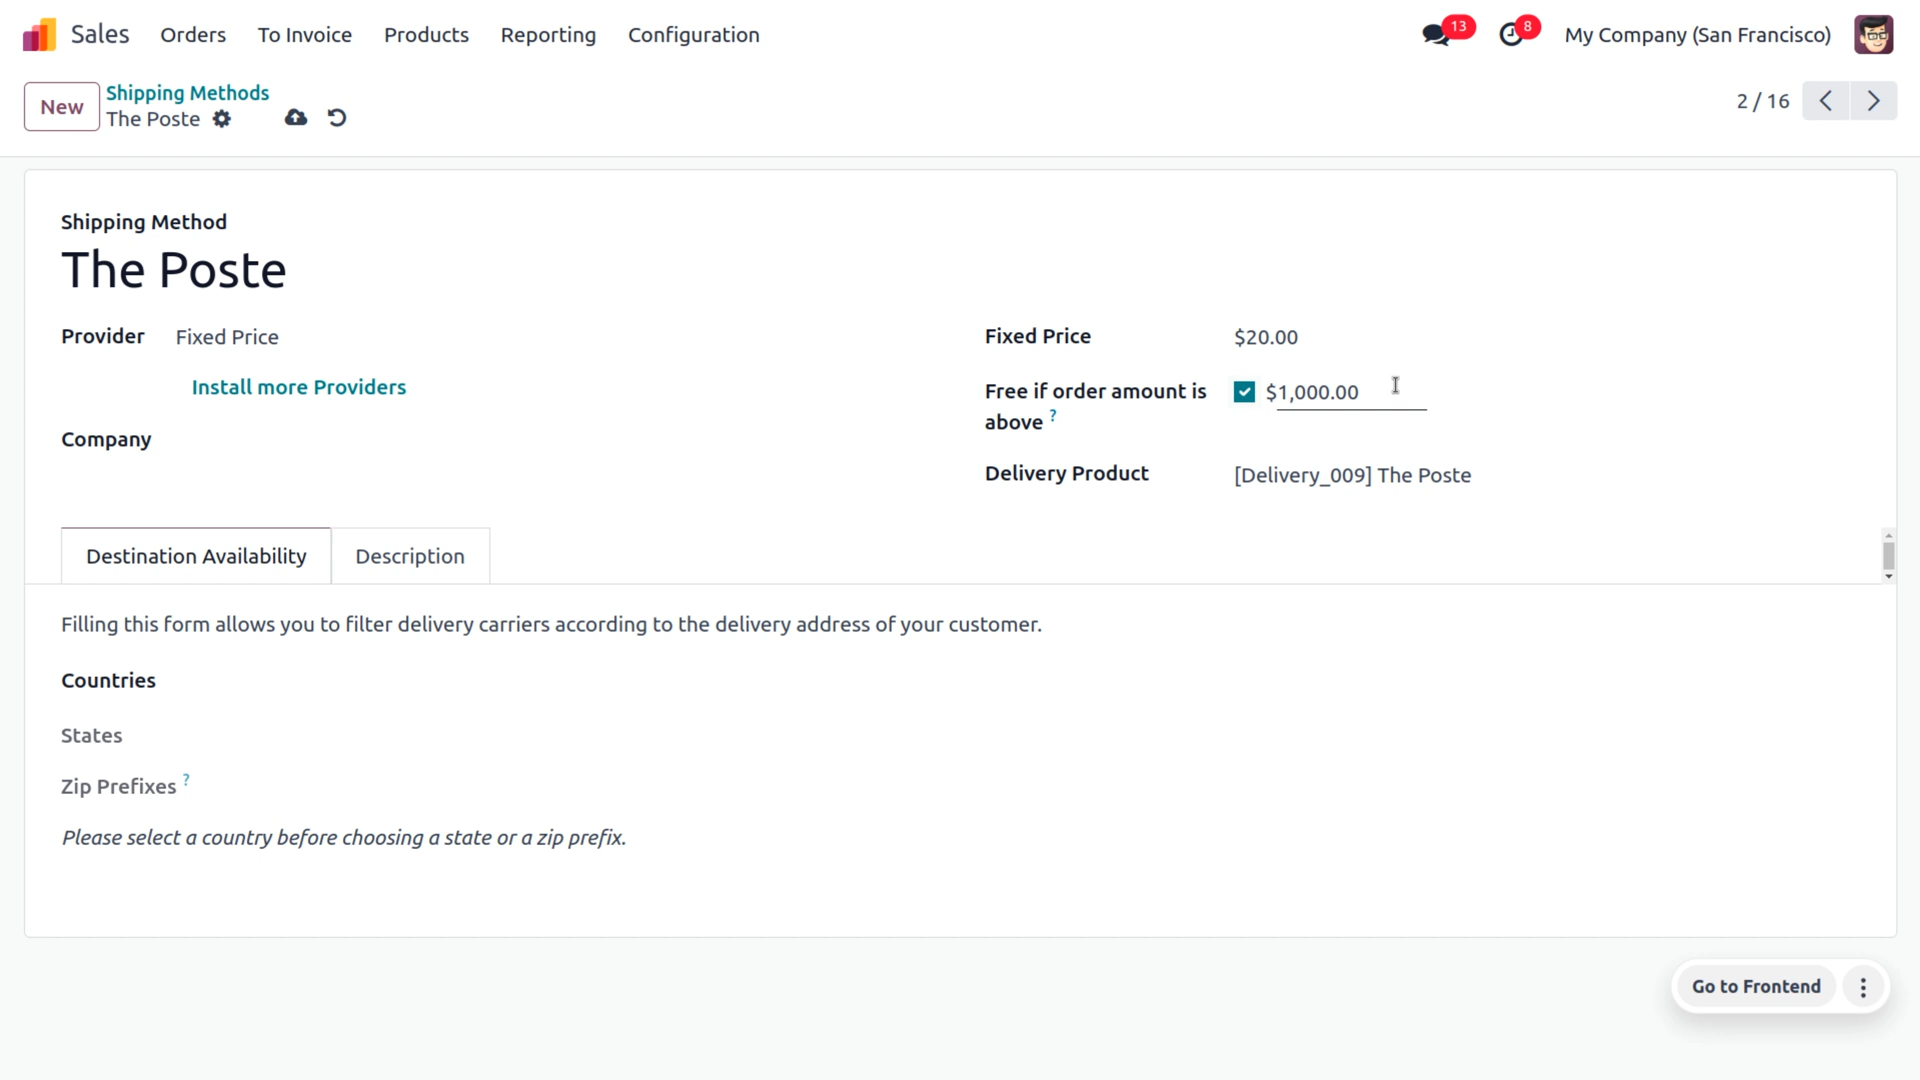 Sales Orders To Invoice Products Reporting Configuration 13 8 My Company (San Francisco)
New Shipping Methods
The Poste
2 / 16
Shipping Method
The Poste
Provider Fixed Price
Install more Providers
Company
Fixed Price $20.00
Free if order amount is above ? $1,000.00
Delivery Product [Delivery_009] The Poste
Destination Availability Description
Filling this form allows you to filter delivery carriers according to the delivery address of your customer.
Countries
States
Zip Prefixes ?
Please select a country before choosing a state or a zip prefix.
Go to Frontend